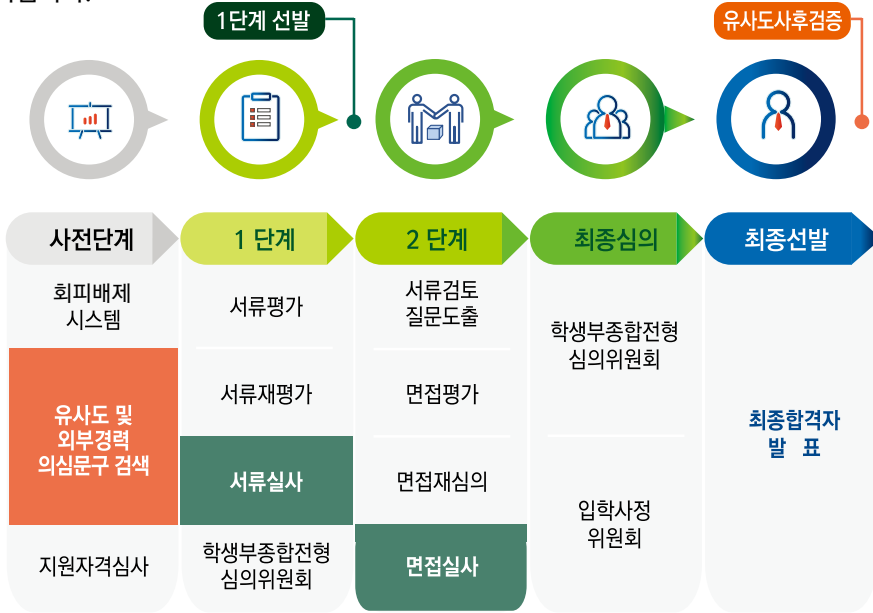 1단계 선발
유사도사후검증
사전단계
회피배제
시스템
유사도 및
외부경력
의심문구 검색
지원자격심사
1 단계
서류평가
서류재평가
서류실사
학생부종합전형
심의위원회
2 단계
서류검토
질문도출
면접평가
면접재심의
면접실사
최종심의
학생부종합전형
심의위원회
입학사정
위원회
최종선발
최종합격자
발 표